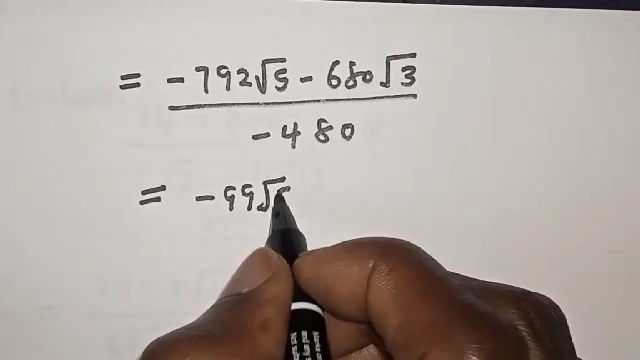 = -792√5 - 680√3
-480
= -99√5